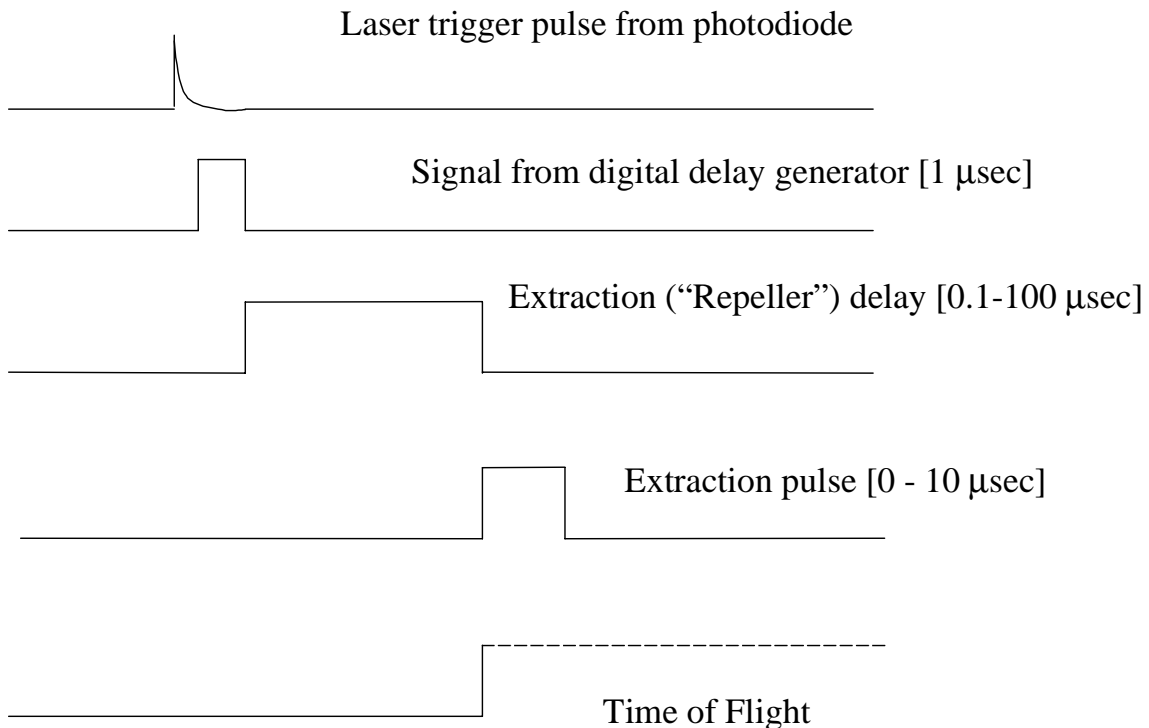 Laser trigger pulse from photodiode
Signal from digital delay generator [1 μsec]
Extraction (“Repeller”) delay [0.1-100 μsec]
Extraction pulse [0 - 10 μsec]
Time of Flight